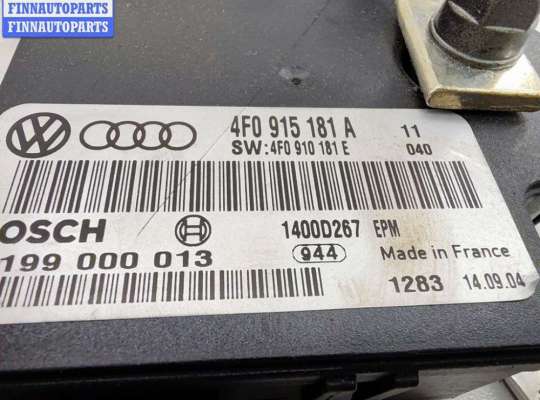 FINNAUTOPARTS
FINNAUTOPARTS
4F0 915 181 A 11
SW:4F0 910 181 E 040
OSCH 1400D267 EPM
199 000 013 944 Made in France
1283 14.09.04